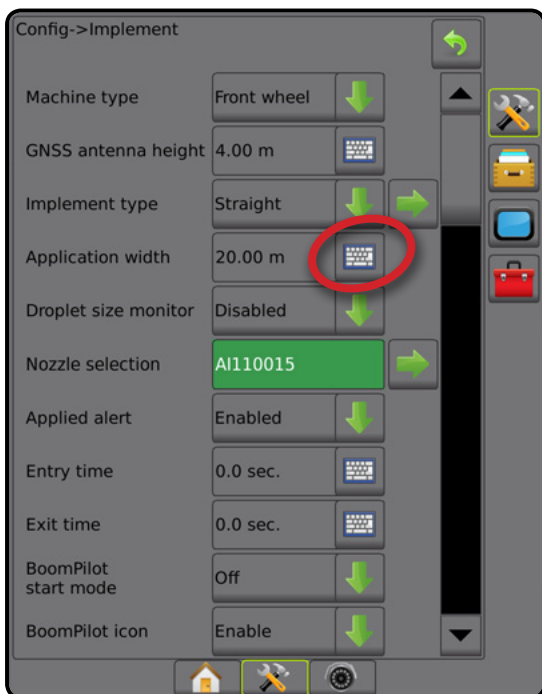 Config->Implement
Machine type Front wheel
GNSS antenna height 4.00 m
Implement type Straight
Application width 20.00 m
Droplet size monitor Disabled
Nozzle selection AI110015
Applied alert Enabled
Entry time 0.0 sec.
Exit time 0.0 sec.
BoomPilot
start mode Off
BoomPilot icon Enable